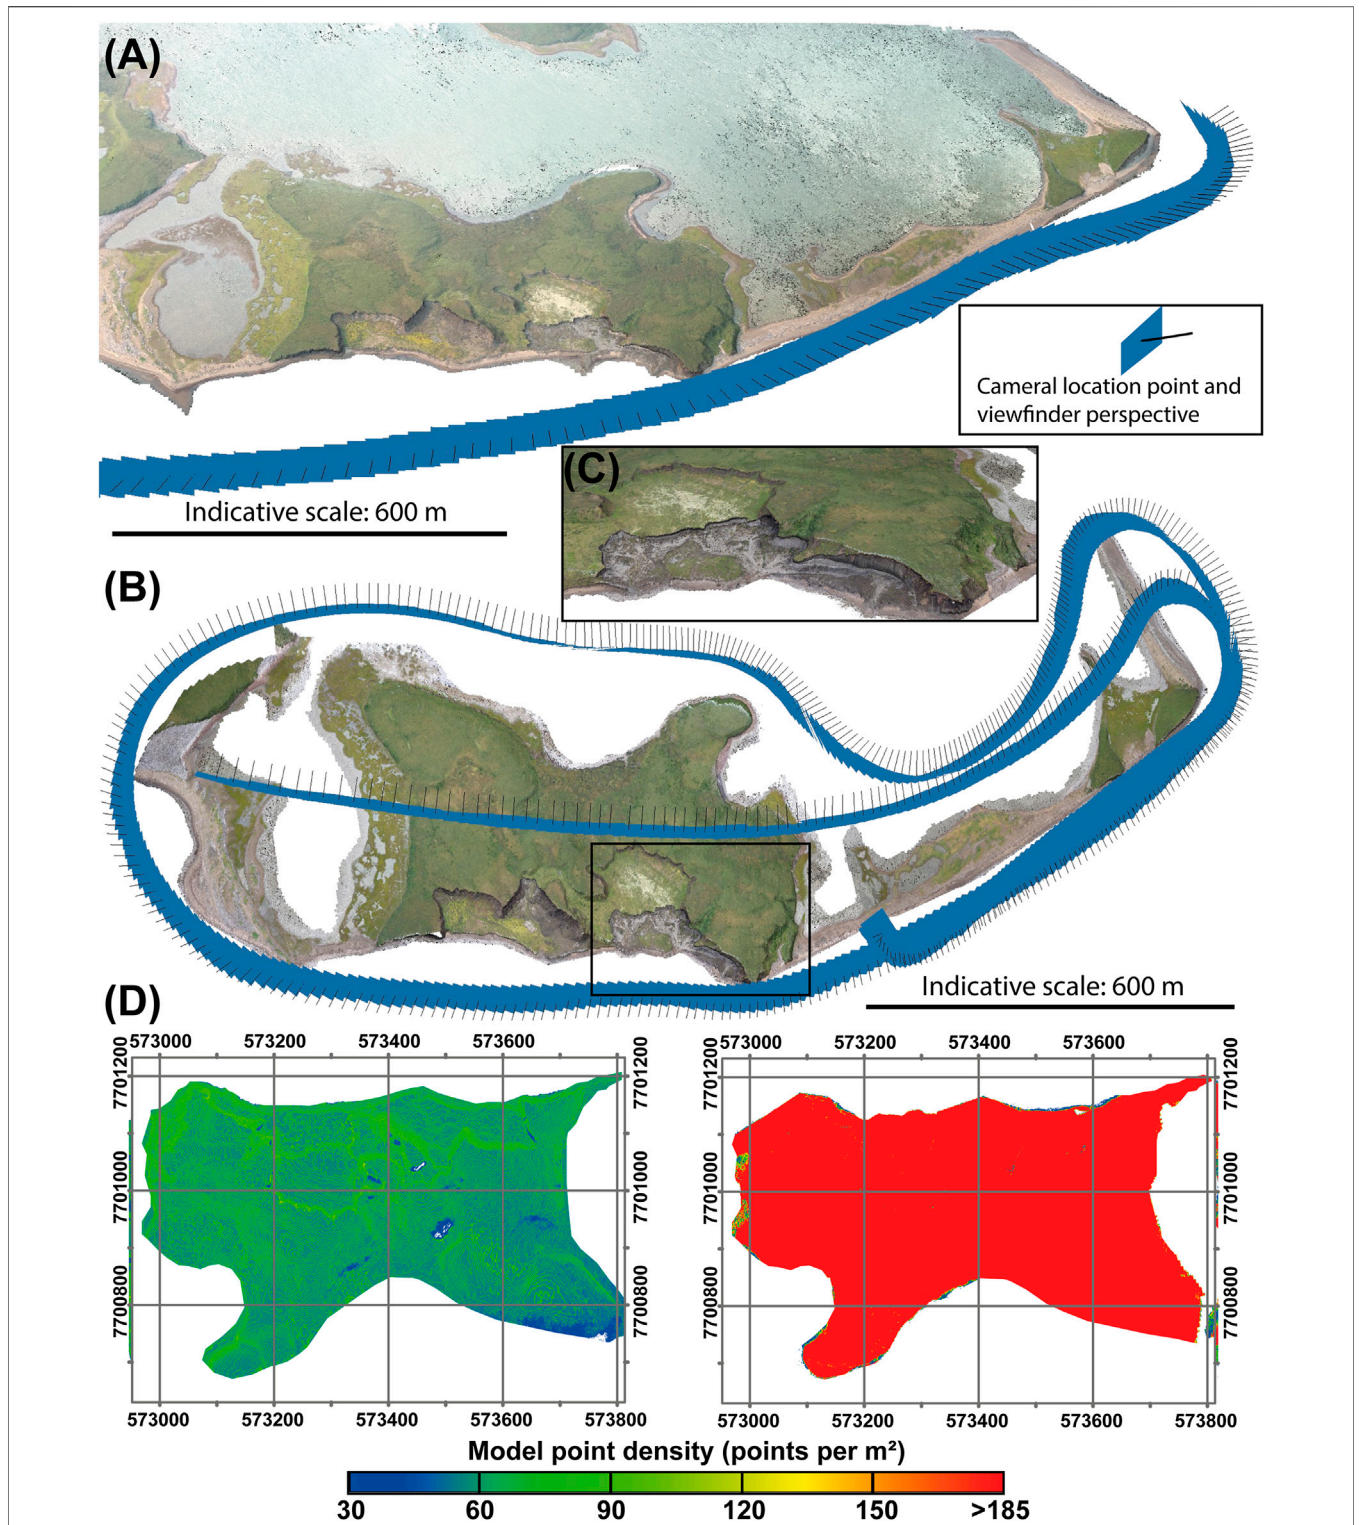 (A)
Cameral location point and
viewfinder perspective
(C)
Indicative scale: 600 m
(B)
Indicative scale: 600 m
(D)
573000 573200 573400 573600
573000 573200 573400 573600
7701200 7701200 7701200 7701200
7701000 7701000 7701000 7701000
7700800 7700800 7700800 7700800
573000 573200 573400 573600 573800
573000 573200 573400 573600 573800
Model point density (points per m²)
30 60 90 120 150 >185